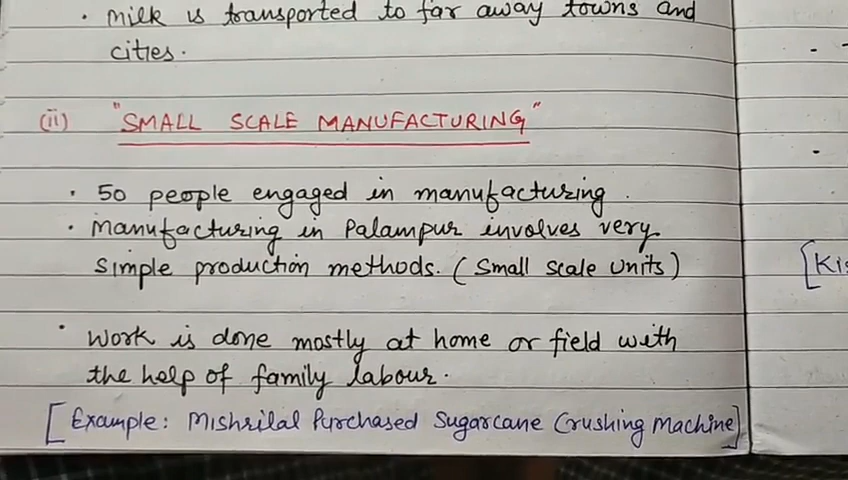 • Milk is transported to far away towns and
cities.
(ii) "SMALL SCALE MANUFACTURING"
• 50 people engaged in manufacturing.
• Manufacturing in Palampur involves very
simple production methods. (Small scale units)
[Kis
• Work is done mostly at home or field with
the help of family labour.
[Example: Mishrilal Purchased Sugarcane Crushing Machine]